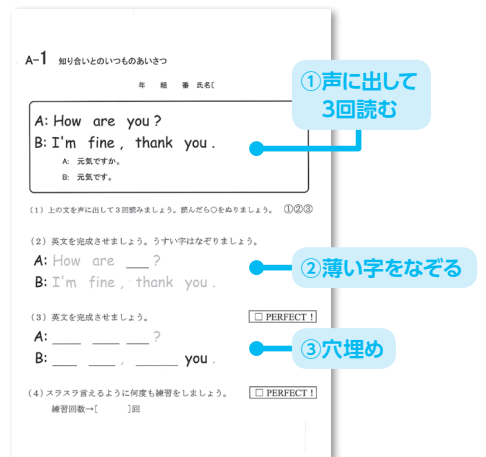 A-1 知り合いとのいつものあいさつ
年 組 番 氏名[
A: How are you ?
B: I'm fine , thank you .
A: 元気ですか。
B: 元気です。
(1) 上の文を声に出して3回読みましょう。読んだら○をぬりましょう。 ①②③
(2) 英文を完成させましょう。うすい字はなぞりましょう。
A: How are ___ ?
B: I'm fine , thank you .
(3) 英文を完成させましょう。 □ PERFECT !
A: ___ ___ ___ ?
B: ___ ___ , ___ you .
(4) スラスラ言えるように何度も練習をしましょう。 □ PERFECT !
練習回数→[ ]回
①声に出して
3回読む
②薄い字をなぞる
③穴埋め